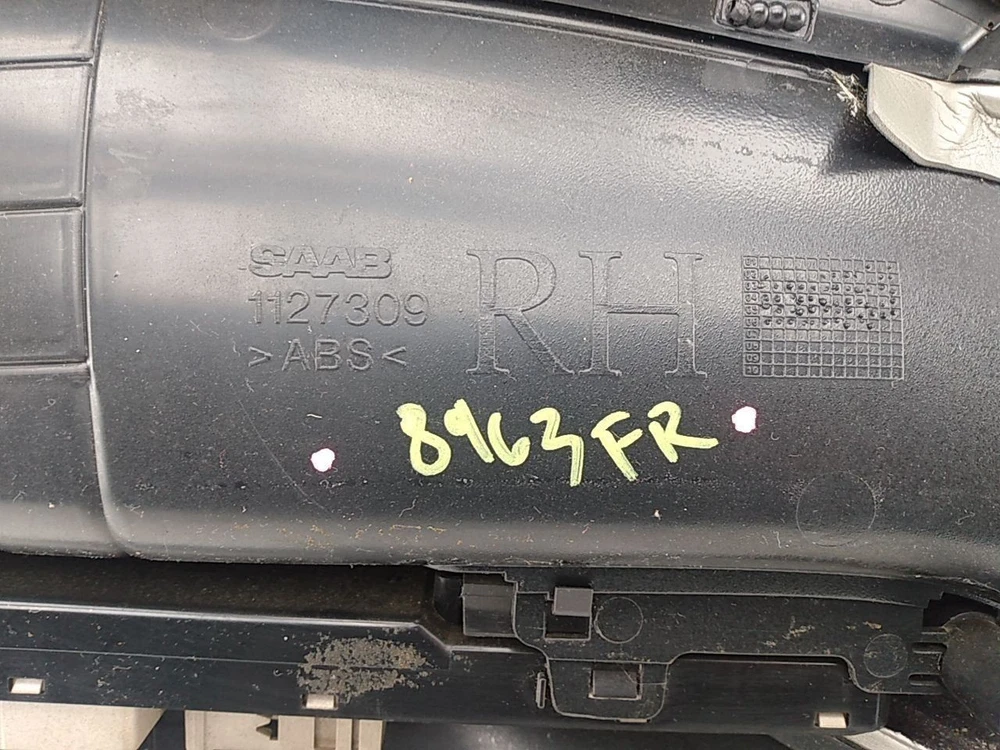 SAAB
1127309
>ABS<
RH
8963FR